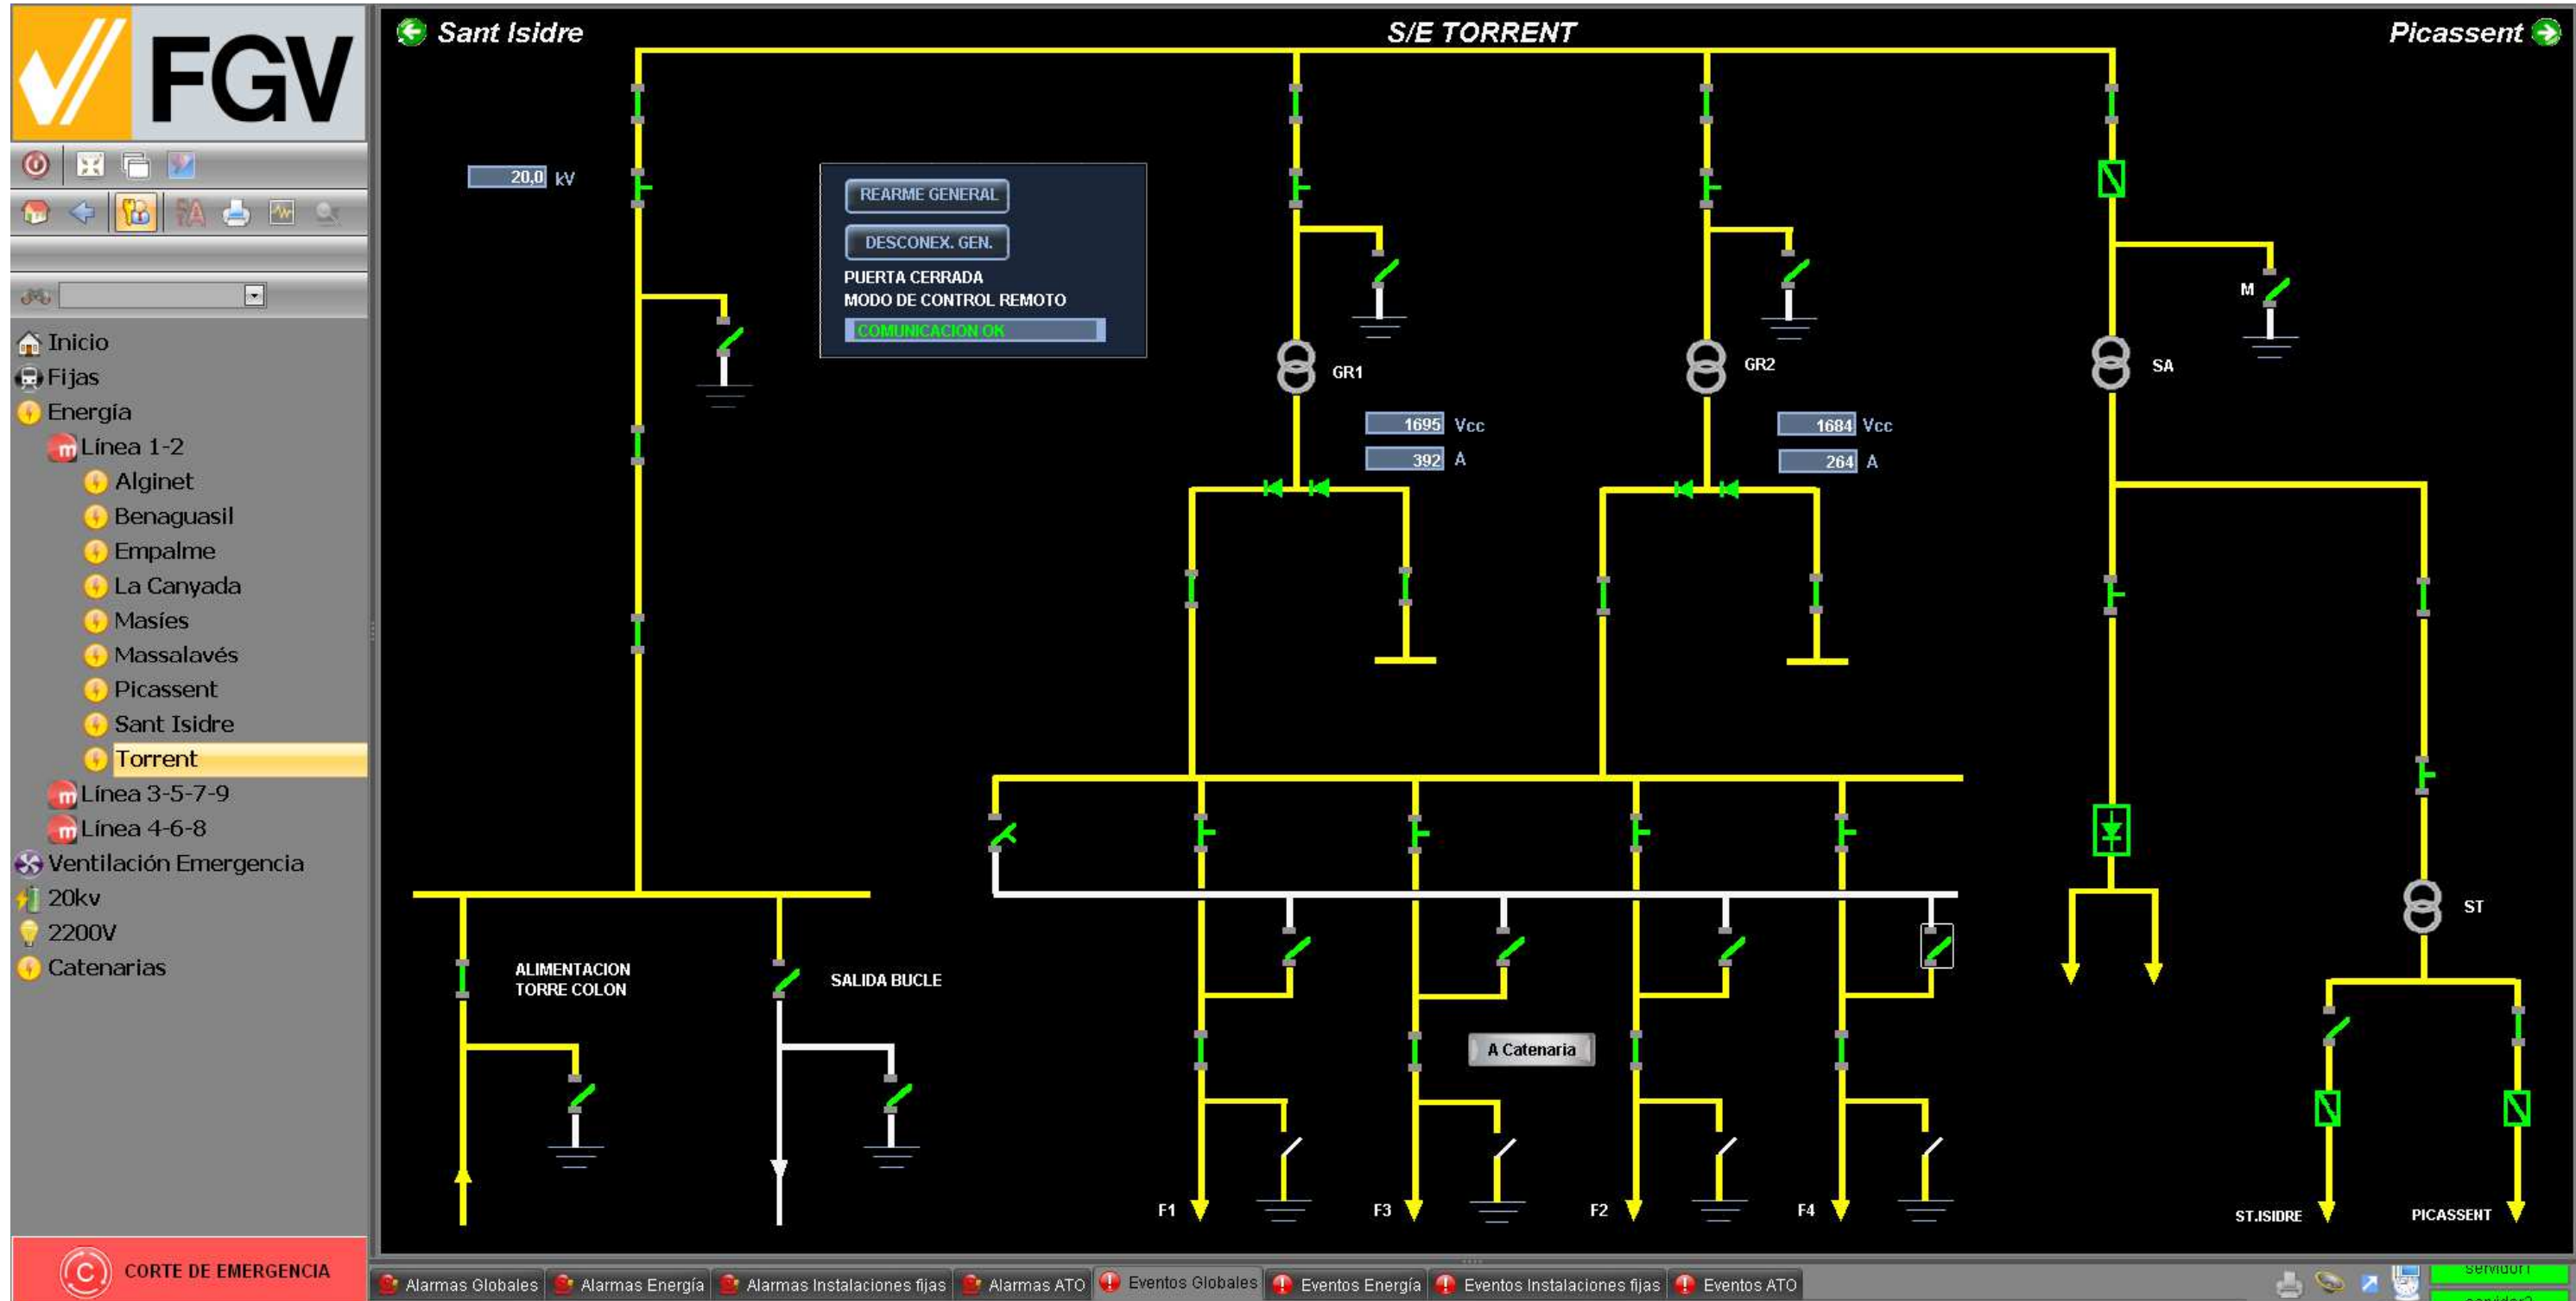 FGV
Sant Isidre
S/E TORRENT
Picassent
20,0 kV
REARME GENERAL
DESCONEX. GEN.
PUERTA CERRADA
MODO DE CONTROL REMOTO
COMUNICACION OK
M
GR1
GR2
SA
1695 Vcc
392 A
1684 Vcc
264 A
Inicio
Fijas
Energía
Línea 1-2
Alginet
Benaguasil
Empalme
La Canyada
Masíes
Massalavés
Picassent
Sant Isidre
Torrent
Línea 3-5-7-9
Línea 4-6-8
Ventilación Emergencia
20kv
2200V
Catenarias
ST
ALIMENTACION
TORRE COLON
SALIDA BUCLE
A Catenaria
F1
F3
F2
F4
ST.ISIDRE
PICASSENT
C CORTE DE EMERGENCIA
Alarmas Globales
Alarmas Energía
Alarmas Instalaciones fijas
Alarmas ATO
Eventos Globales
Eventos Energía
Eventos Instalaciones fijas
Eventos ATO